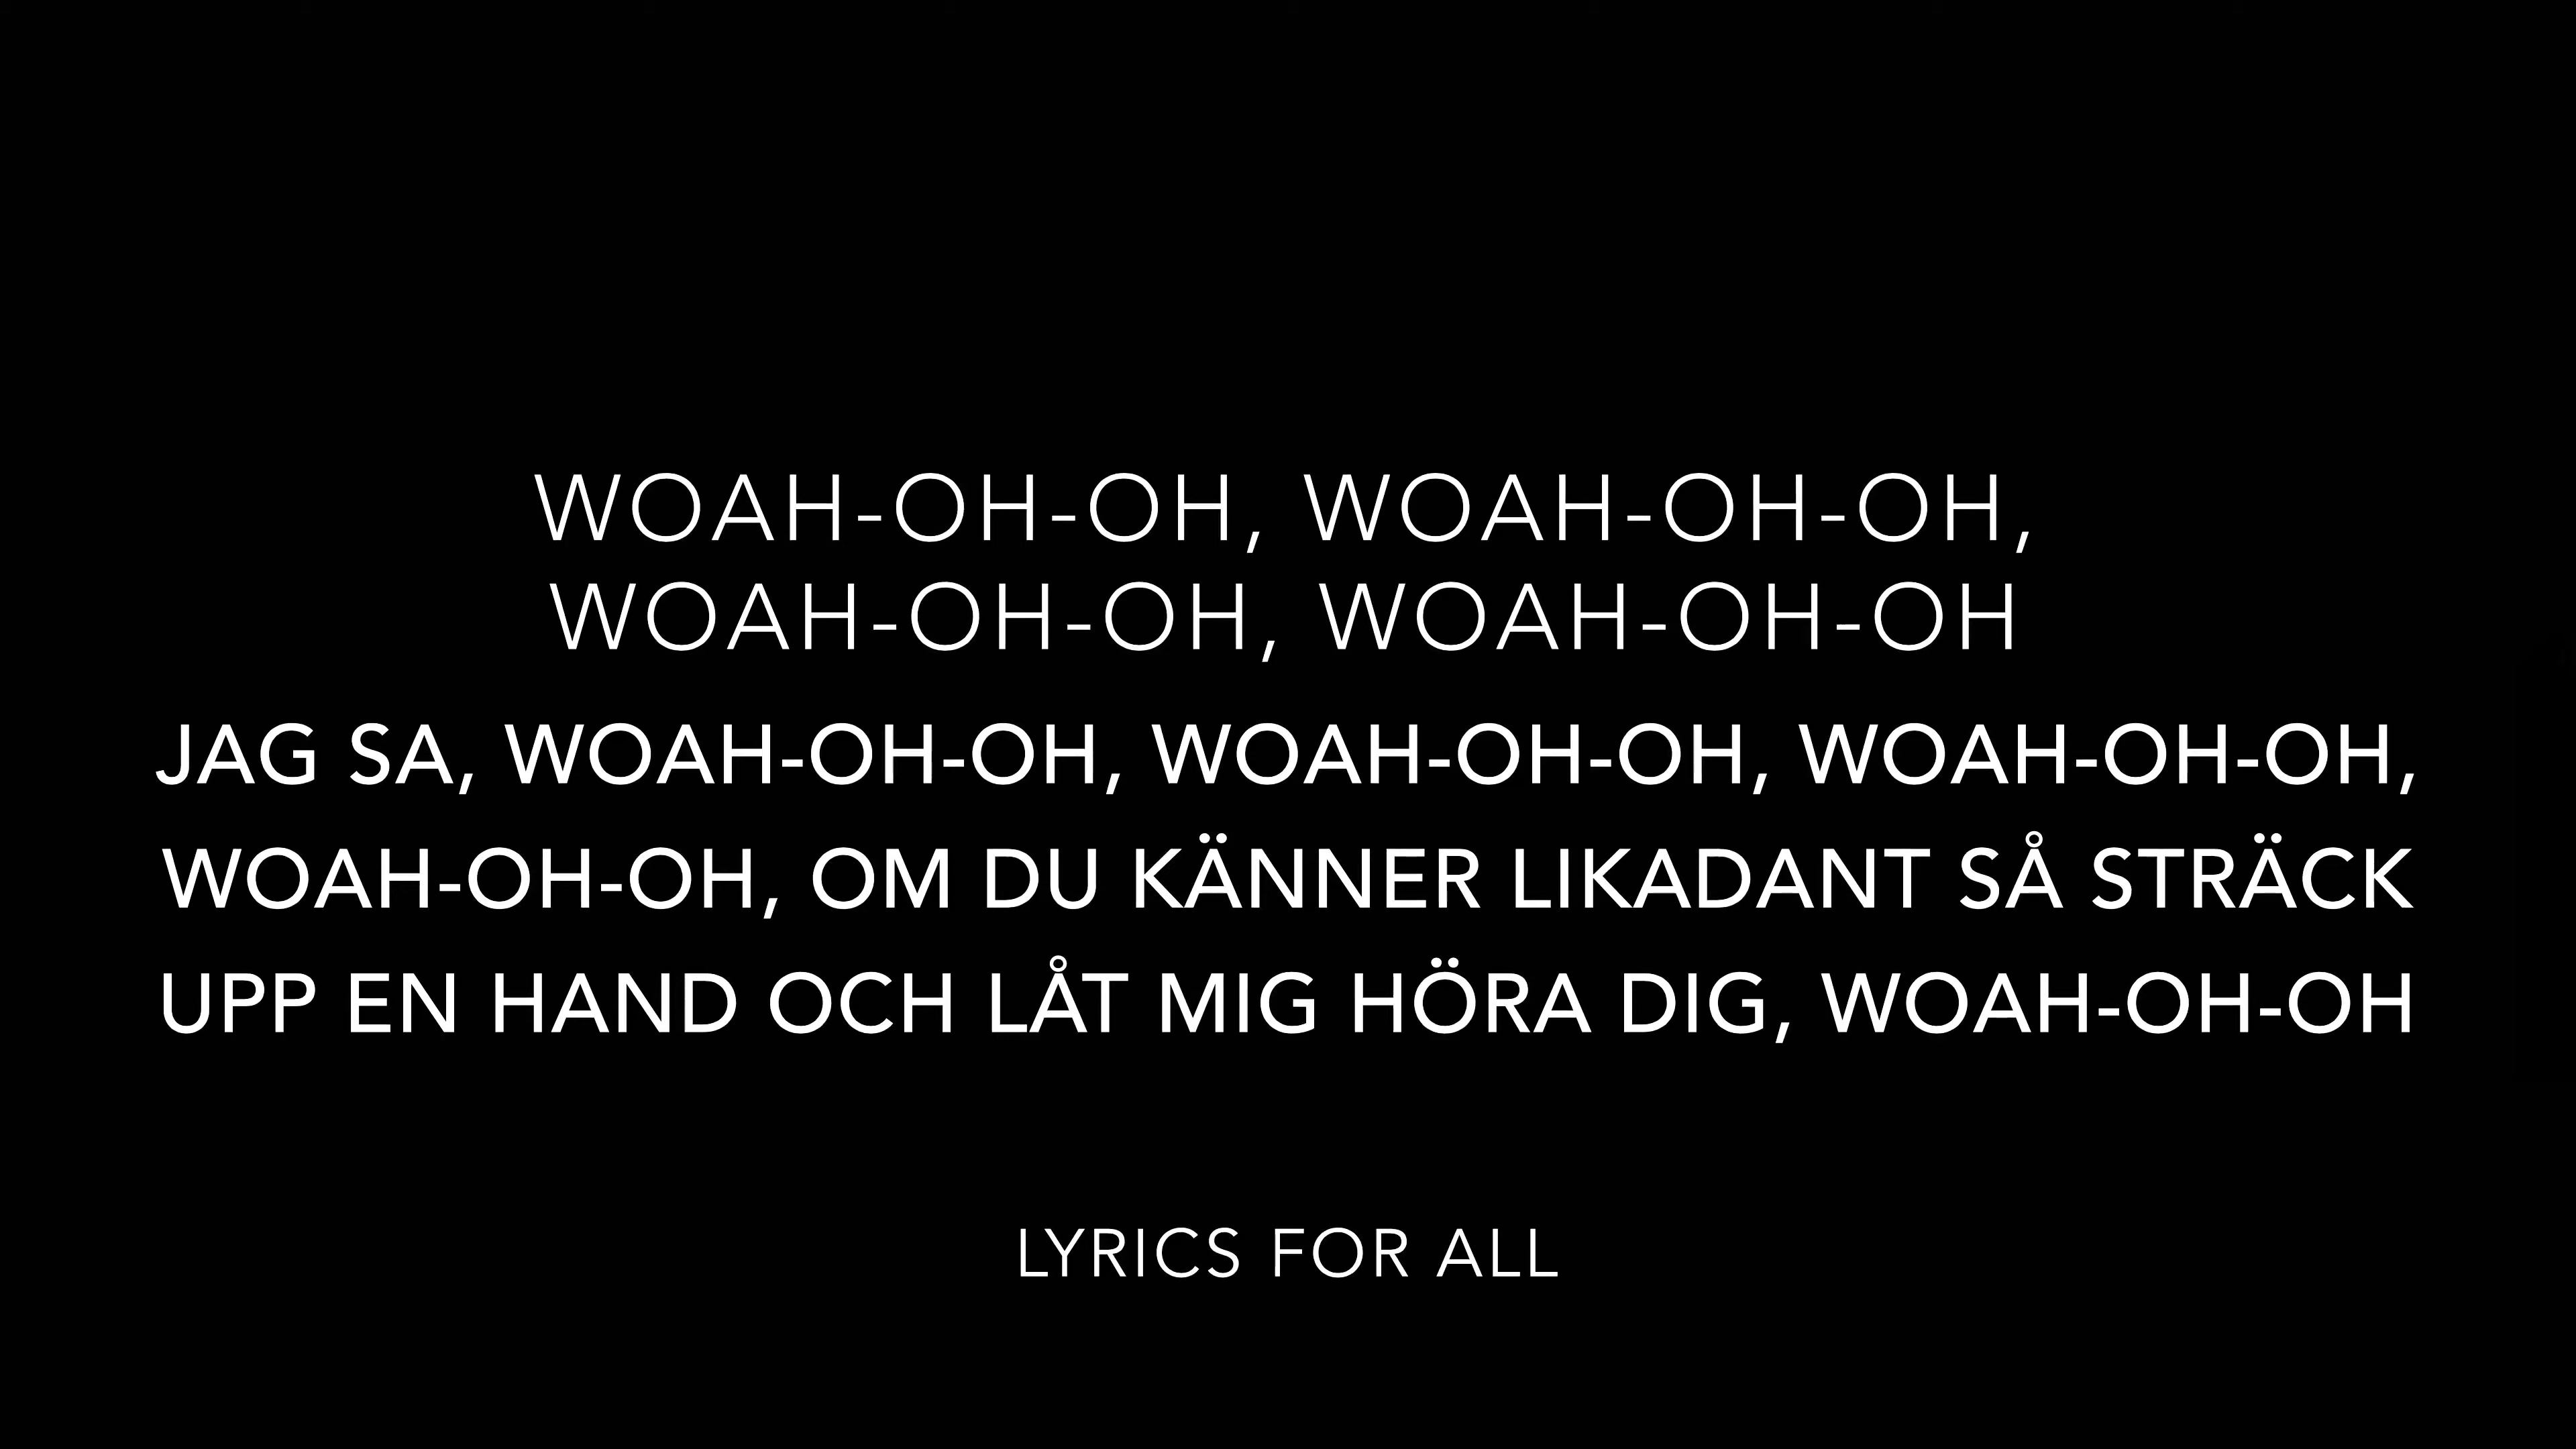 WOAH-OH-OH, WOAH-OH-OH,
WOAH-OH-OH, WOAH-OH-OH
JAG SA, WOAH-OH-OH, WOAH-OH-OH, WOAH-OH-OH,
WOAH-OH-OH, OM DU KÄNNER LIKADANT SÅ STRÄCK
UPP EN HAND OCH LÅT MIG HÖRA DIG, WOAH-OH-OH
LYRICS FOR ALL